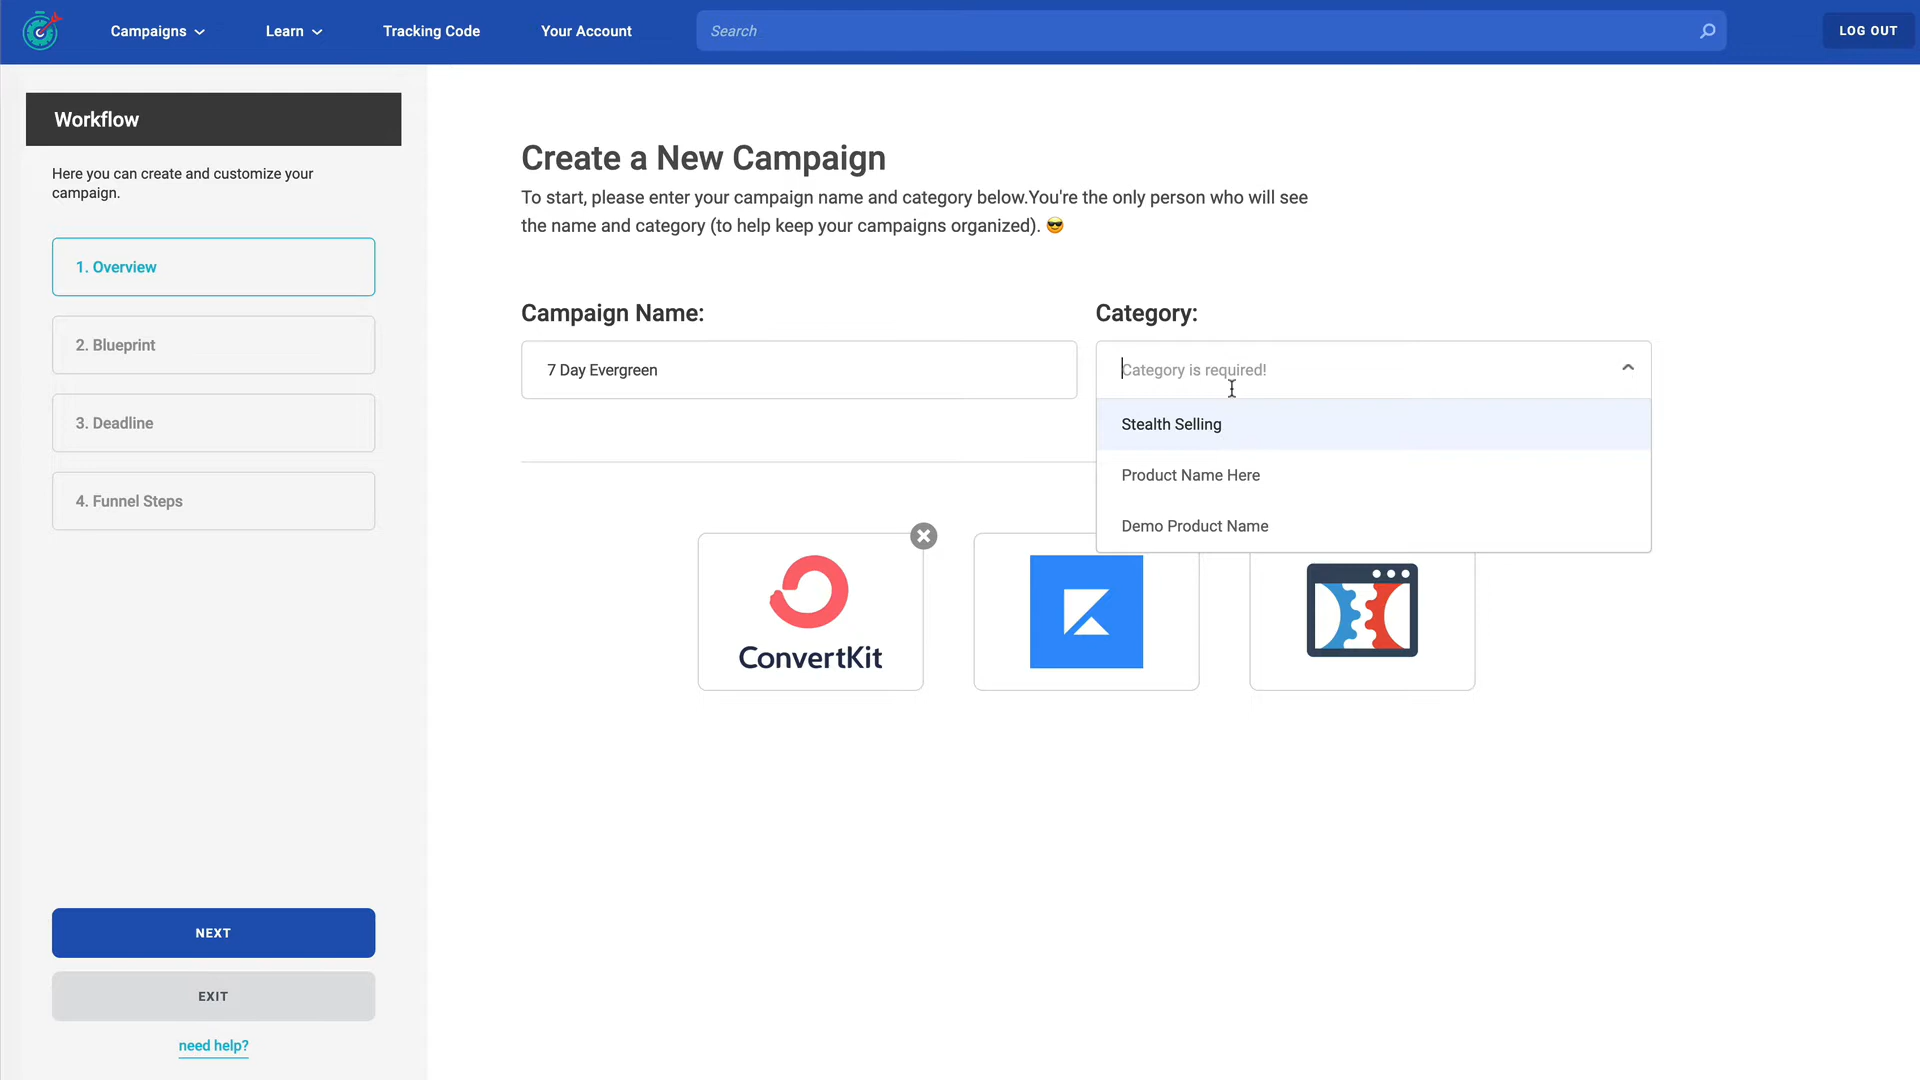 Campaigns
Learn
Tracking Code
Your Account
Search
LOG OUT
Workflow
Here you can create and customize your
campaign.
1. Overview
2. Blueprint
3. Deadline
4. Funnel Steps
NEXT
EXIT
need help?
Create a New Campaign
To start, please enter your campaign name and category below.You're the only person who will see
the name and category (to help keep your campaigns organized). 😎
Campaign Name:
7 Day Evergreen
Category:
Category is required!
Stealth Selling
Product Name Here
Demo Product Name
ConvertKit